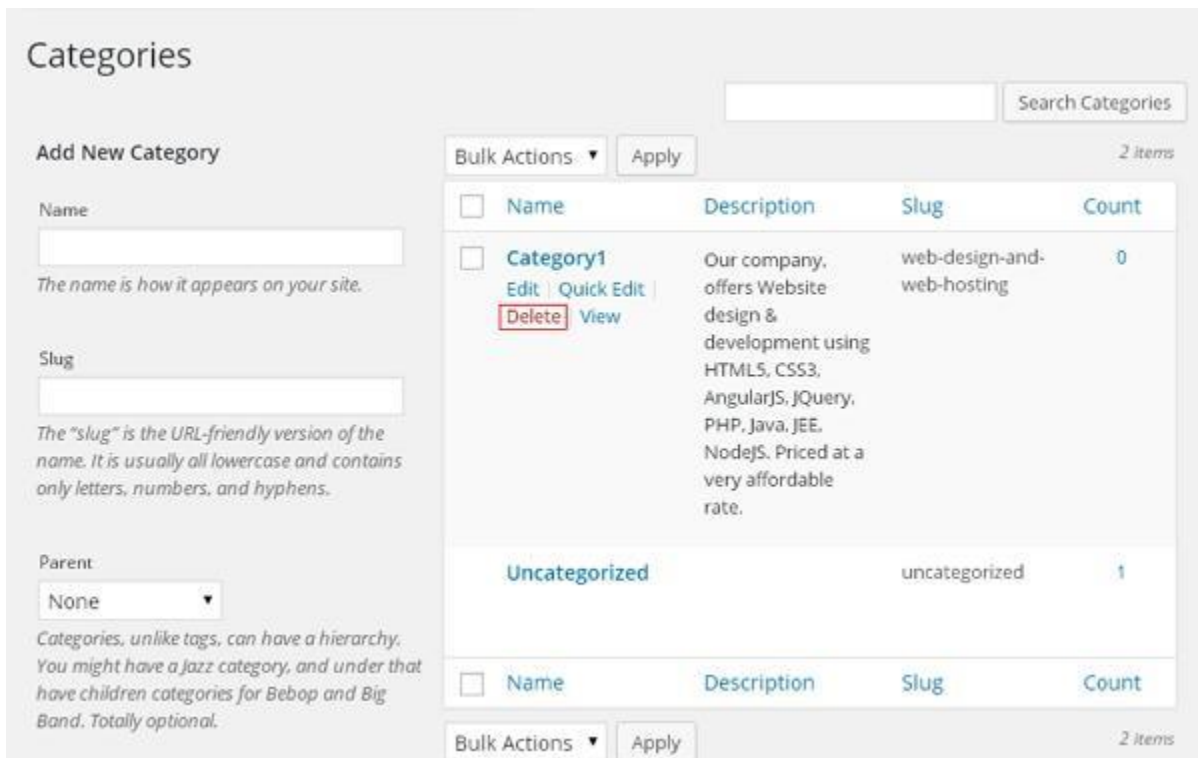 Categories
Search Categories
Add New Category
Bulk Actions Apply 2 items
Name
The name is how it appears on your site.
Slug
The "slug" is the URL-friendly version of the
name. It is usually all lowercase and contains
only letters, numbers, and hyphens.
Parent
None
Categories, unlike tags, can have a hierarchy.
You might have a Jazz category, and under that
have children categories for Bebop and Big
Band. Totally optional.
Name Description Slug Count
Category1
Edit | Quick Edit |
Delete View
Our company,
offers Website
design &
development using
HTML5, CSS3,
AngularJS, JQuery,
PHP, Java, JEE,
NodeJS. Priced at a
very affordable
rate.
web-design-and-
web-hosting
0
Uncategorized uncategorized 1
Name Description Slug Count
Bulk Actions Apply 2 items